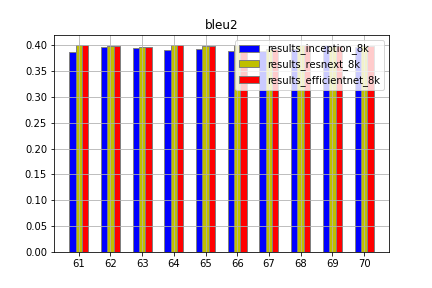 bleu2
0.40
0.35
0.30
0.25
0.20
0.15
0.10
0.05
0.00
results_inception_8k
results_resnext_8k
results_efficientnet_8k
61 62 63 64 65 66 67 68 69 70